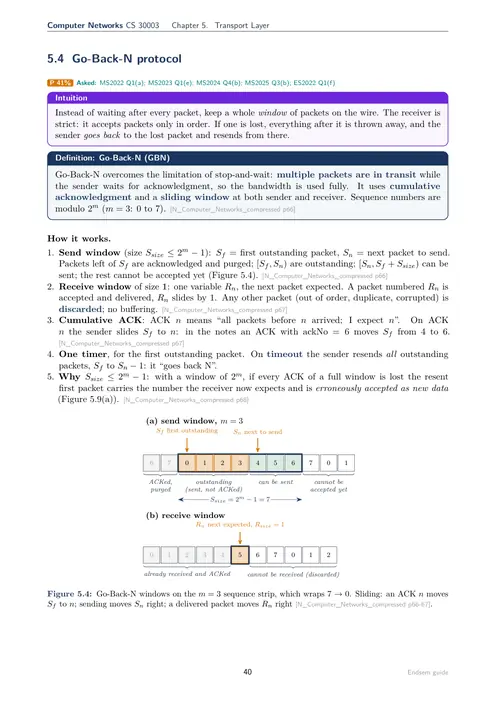 Computer Networks CS 30003 Chapter 5. Transport Layer
5.4 Go-Back-N protocol
P 41% Asked: MS2022 Q1(a); MS2023 Q1(e); MS2024 Q4(b); MS2025 Q3(b); ES2022 Q1(f)
Intuition
Instead of waiting after every packet, keep a whole window of packets on the wire. The receiver is
strict: it accepts packets only in order. If one is lost, everything after it is thrown away, and the
sender goes back to the lost packet and resends from there.
Definition: Go-Back-N (GBN)
Go-Back-N overcomes the limitation of stop-and-wait: multiple packets are in transit while
the sender waits for acknowledgment, so the bandwidth is used fully. It uses cumulative
acknowledgment and a sliding window at both sender and receiver. Sequence numbers are
modulo 2^m (m = 3: 0 to 7). [N_Computer_Networks_compressed p66]
How it works.
1. Send window (size S_size ≤ 2^m − 1): S_f = first outstanding packet, S_n = next packet to send.
Packets left of S_f are acknowledged and purged; [S_f, S_n) are outstanding; [S_n, S_f + S_size) can be
sent; the rest cannot be accepted yet (Figure 5.4). [N_Computer_Networks_compressed p66]
2. Receive window of size 1: one variable R_n, the next packet expected. A packet numbered R_n is
accepted and delivered, R_n slides by 1. Any other packet (out of order, duplicate, corrupted) is
discarded; no buffering. [N_Computer_Networks_compressed p67]
3. Cumulative ACK: ACK n means “all packets before n arrived; I expect n”. On ACK
n the sender slides S_f to n: in the notes an ACK with ackNo = 6 moves S_f from 4 to 6.
[N_Computer_Networks_compressed p67]
4. One timer, for the first outstanding packet. On timeout the sender resends all outstanding
packets, S_f to S_n − 1: it “goes back N”.
5. Why S_size ≤ 2^m − 1: with a window of 2^m, if every ACK of a full window is lost the resent
first packet carries the number the receiver now expects and is erroneously accepted as new data
(Figure 5.9(a)). [N_Computer_Networks_compressed p66]
(a) send window, m = 3
S_f first outstanding S_n next to send
6 7 0 1 2 3 4 5 6 7 0 1
ACKed, purged
outstanding (sent, not ACKed)
can be sent
cannot be accepted yet
S_size = 2^m − 1 = 7
(b) receive window
R_n next expected, R_size = 1
0 1 2 3 4 5 6 7 0 1 2
already received and ACKed cannot be received (discarded)
Figure 5.4: Go-Back-N windows on the m = 3 sequence strip, which wraps 7 → 0. Sliding: an ACK n moves
S_f to n; sending moves S_n right; a delivered packet moves R_n right [N_Computer_Networks_compressed p66-67].
40 Endeem guide